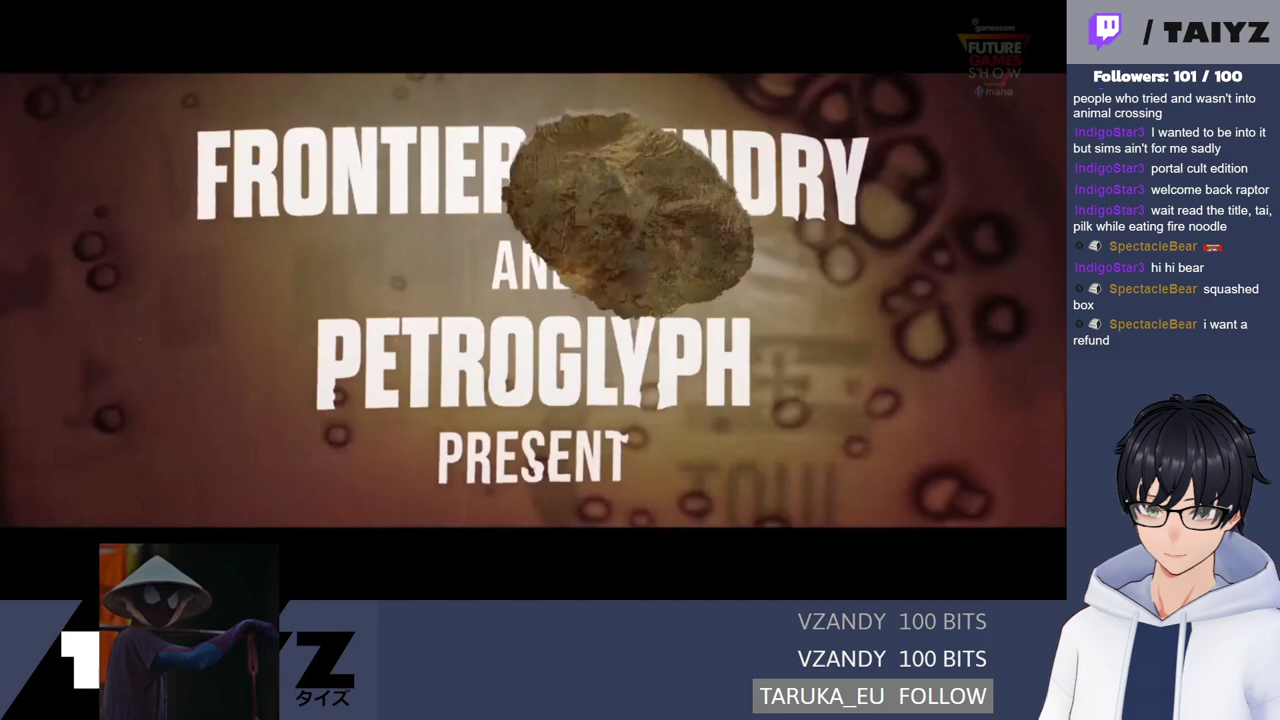 gamescom
FUTURE
GAMES
SHOW
mana
FRONTIER
NDRY
AN
PETROGLYPH
PRESENT
/ TAIYZ
Followers: 101 / 100
people who tried and wasn't into
animal crossing
IndigoStar3 I wanted to be into it
but sims ain't for me sadly
IndigoStar3 portal cult edition
IndigoStar3 welcome back raptor
IndigoStar3 wait read the title, tai,
pilk while eating fire noodle
SpectacleBear
IndigoStar3 hi hi bear
SpectacleBear squashed
box
SpectacleBear i want a
refund
タイズ
VZANDY 100 BITS
VZANDY 100 BITS
TARUKA_EU FOLLOW